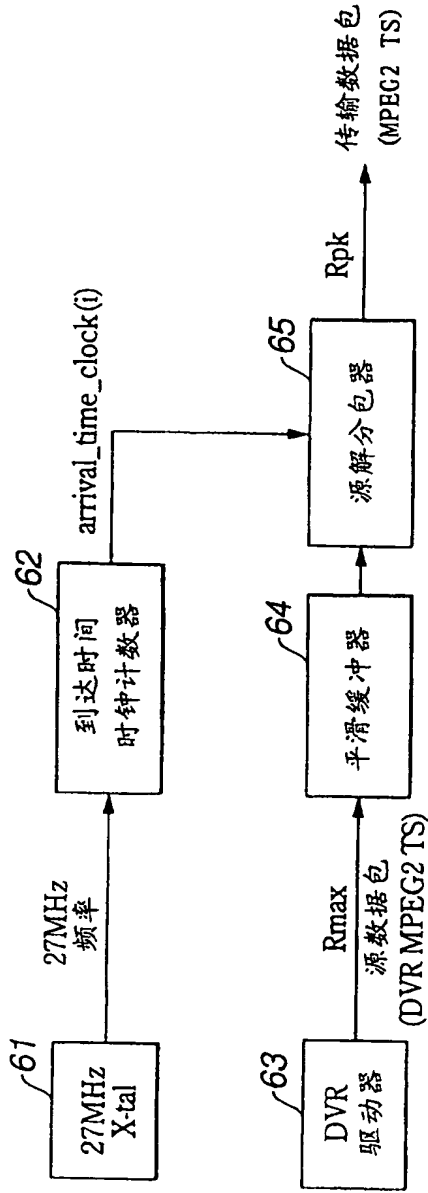 61
27MHz
X-tal
27MHz
频率
62
到达时间
时钟计数器
arrival_time_clock(i)
63
DVR
驱动器
Rmax
源数据包
(DVR MPEG2 TS)
64
平滑缓冲器
65
源解分包器
Rpk
传输数据包
(MPEG2 TS)